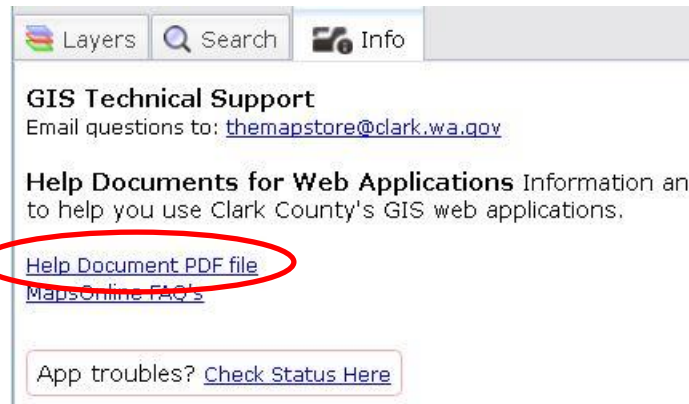 Layers Search Info
GIS Technical Support
Email questions to: themapstore@clark.wa.gov
Help Documents for Web Applications Information an
to help you use Clark County's GIS web applications.
Help Document PDF file
MapsOnline FAQ's
App troubles? Check Status Here